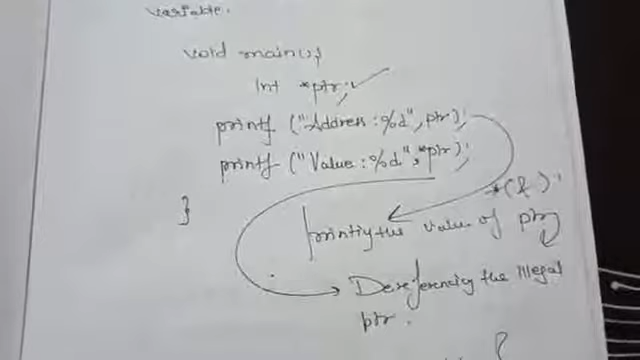 variable.
void main(){
int *ptr;
printf ("Address:%d", ptr);
printf ("Value:%d", *ptr);
*(& )
}
printing the value of ptr
Dereferencing the Illegal
ptr.